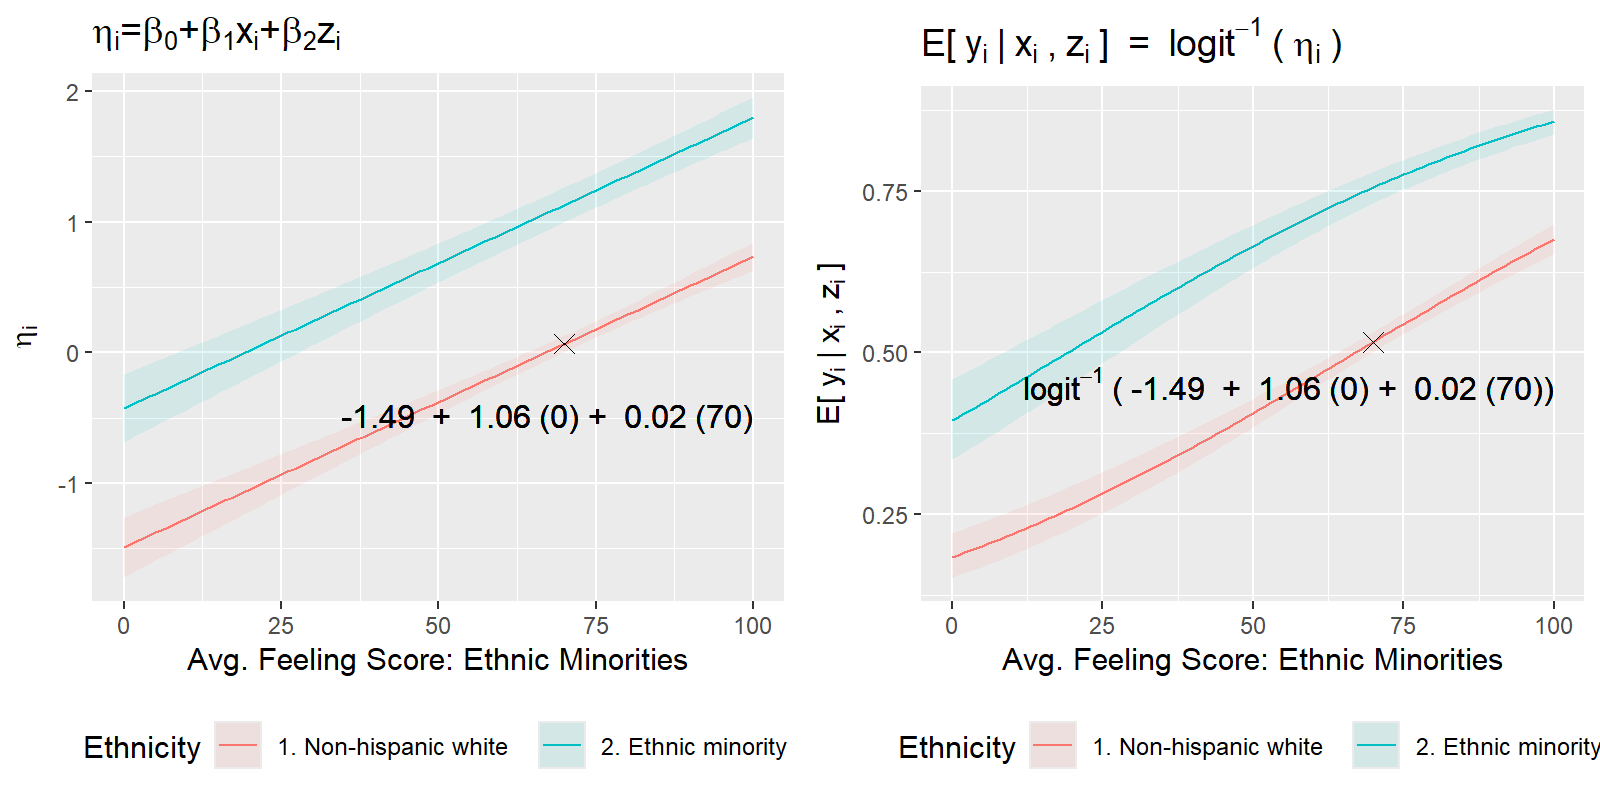 ηi=β0+β1xi+β2zi
2
1
0
-1
ηi
-1.49 + 1.06 (0) + 0.02 (70)
0 25 50 75 100
Avg. Feeling Score: Ethnic Minorities
Ethnicity 1. Non-hispanic white 2. Ethnic minority
E[ yi | xi , zi ] = logit−1 ( ηi )
0.75
0.50
0.25
E[ yi | xi , zi ]
logit−1 ( -1.49 + 1.06 (0) + 0.02 (70))
0 25 50 75 100
Avg. Feeling Score: Ethnic Minorities
Ethnicity 1. Non-hispanic white 2. Ethnic minority